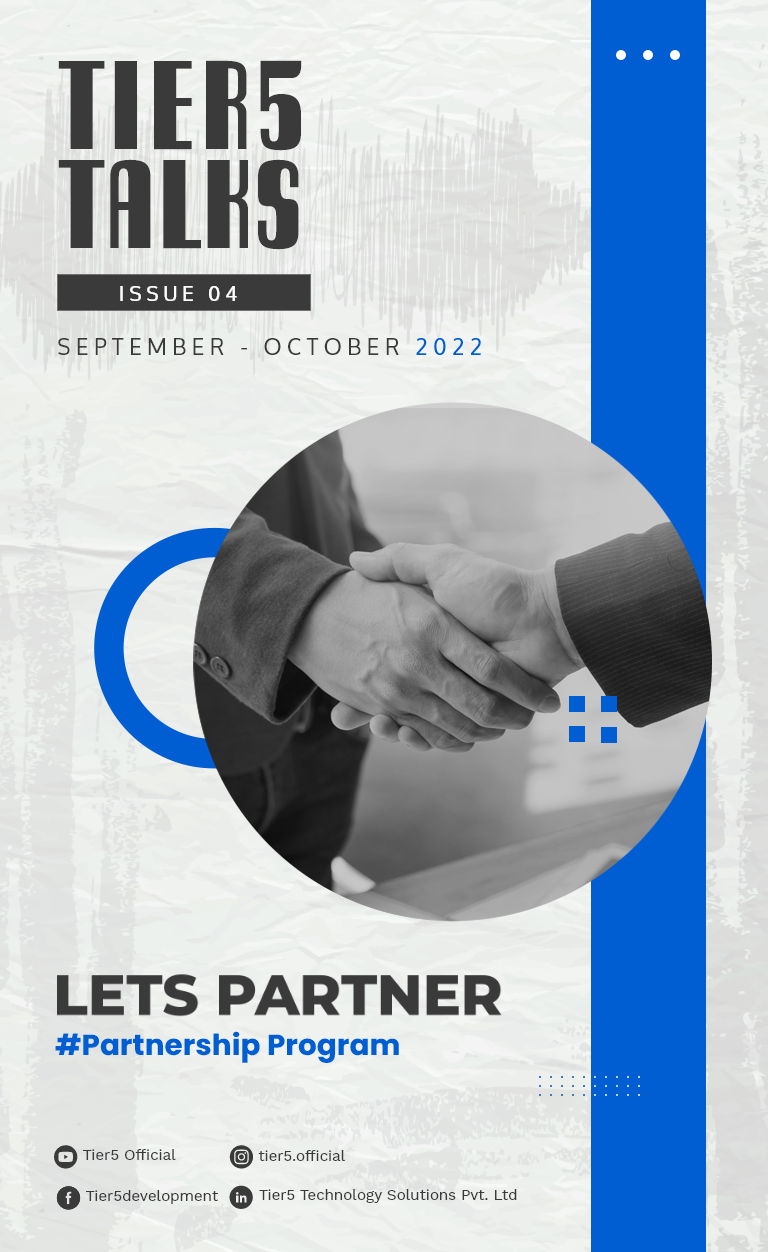 TIER5
TALKS
ISSUE 04
SEPTEMBER - OCTOBER 2022
LETS PARTNER
#Partnership Program
Tier5 Official
tier5.official
Tier5development
Tier5 Technology Solutions Pvt. Ltd